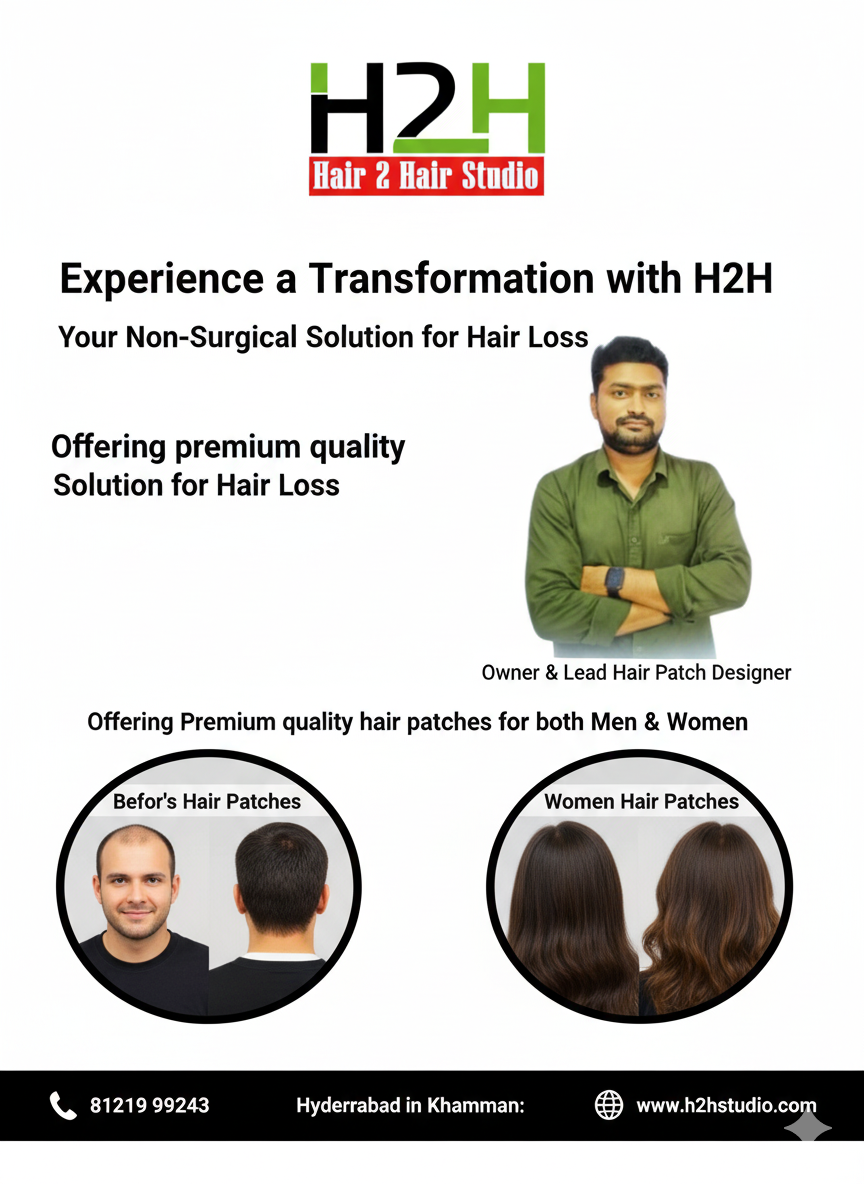 H2H
Hair 2 Hair Studio
Experience a Transformation with H2H
Your Non-Surgical Solution for Hair Loss
Offering premium quality
Solution for Hair Loss
Owner & Lead Hair Patch Designer
Offering Premium quality hair patches for both Men & Women
Befor's Hair Patches
Women Hair Patches
81219 99243
Hyderrabad in Khamman:
www.h2hstudio.com